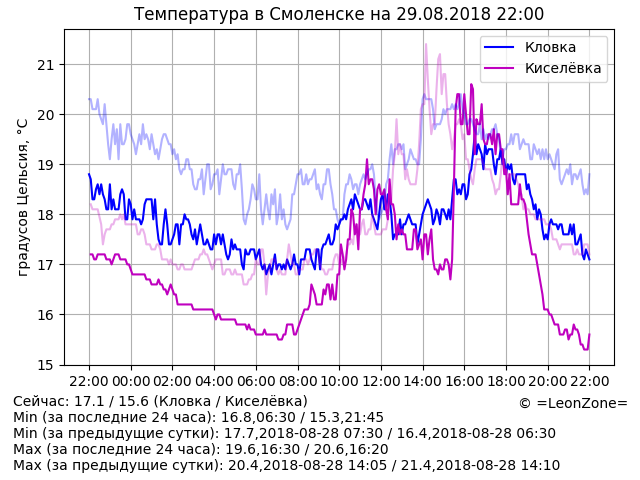 Температура в Смоленске на 29.08.2018 22:00
Кловка
Киселёвка
градусов Цельсия, °C
21
20
19
18
17
16
15
22:00 00:00 02:00 04:00 06:00 08:00 10:00 12:00 14:00 16:00 18:00 20:00 22:00
Сейчас: 17.1 / 15.6 (Кловка / Киселёвка)
© =LeonZone=
Min (за последние 24 часа): 16.8,06:30 / 15.3,21:45
Min (за предыдущие сутки): 17.7,2018-08-28 07:30 / 16.4,2018-08-28 06:30
Max (за последние 24 часа): 19.6,16:30 / 20.6,16:20
Max (за предыдущие сутки): 20.4,2018-08-28 14:05 / 21.4,2018-08-28 14:10